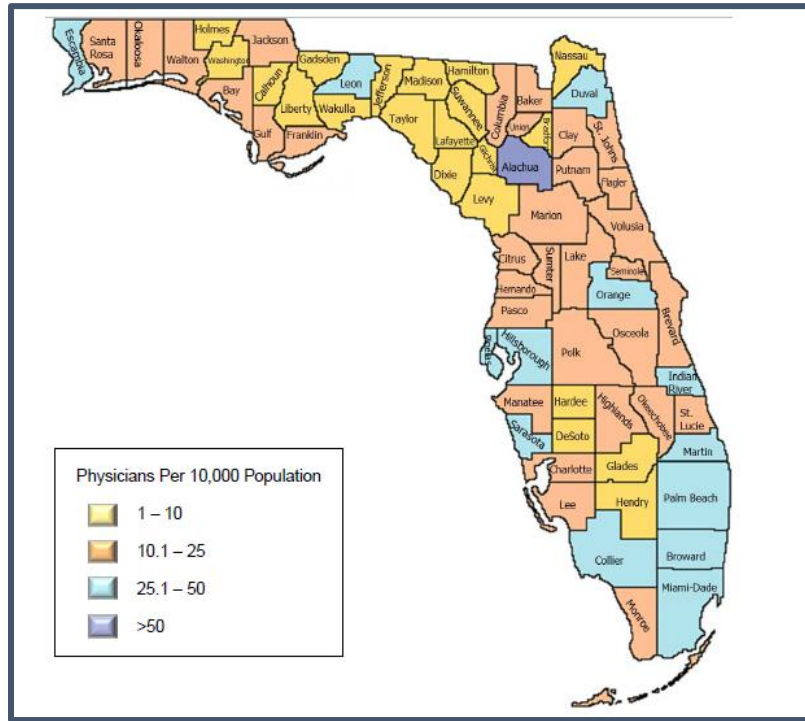 Escambia
Santa
Rosa
Okaloosa
Walton
Holmes
Washington
Jackson
Bay
Calhoun
Gulf
Liberty
Franklin
Gadsden
Leon
Wakulla
Jefferson
Madison
Taylor
Hamilton
Suwannee
Lafayette
Dixie
Columbia
Gilchrist
Levy
Baker
Union
Bradford
Alachua
Nassau
Duval
Clay
St. Johns
Putnam
Flagler
Marion
Volusia
Citrus
Sumter
Lake
Hernando
Seminole
Pasco
Orange
Brevard
Pinellas
Hillsborough
Polk
Osceola
Indian
River
Manatee
Hardee
Highlands
Okeechobee
St.
Lucie
Sarasota
DeSoto
Martin
Charlotte
Glades
Lee
Hendry
Palm Beach
Collier
Broward
Miami-Dade
Monroe
Physicians Per 10,000 Population
1 – 10
10.1 – 25
25.1 – 50
>50